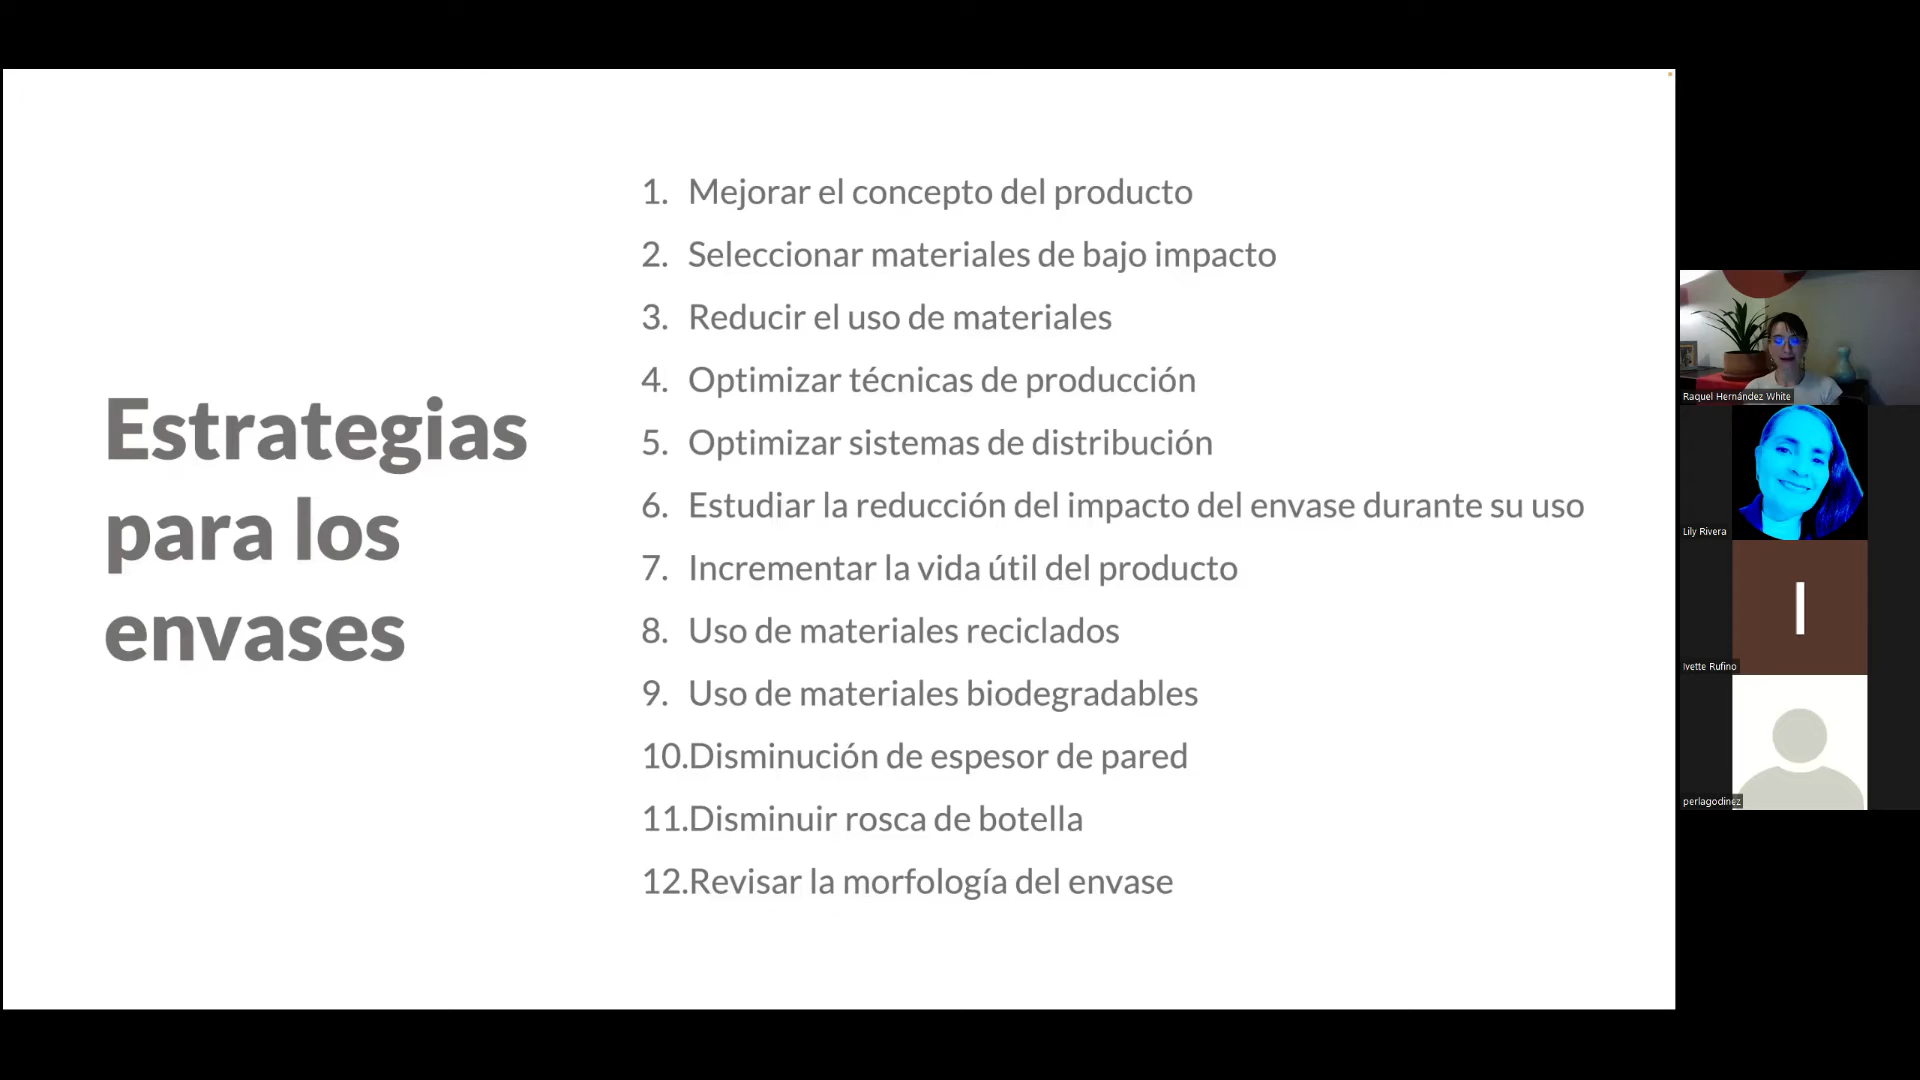 Estrategias
para los
envases
1. Mejorar el concepto del producto
2. Seleccionar materiales de bajo impacto
3. Reducir el uso de materiales
4. Optimizar técnicas de producción
5. Optimizar sistemas de distribución
6. Estudiar la reducción del impacto del envase durante su uso
7. Incrementar la vida útil del producto
8. Uso de materiales reciclados
9. Uso de materiales biodegradables
10.Disminución de espesor de pared
11.Disminuir rosca de botella
12.Revisar la morfología del envase
Raquel Hernández White
Lily Rivera
I
Ivette Rufino
perlagodinez